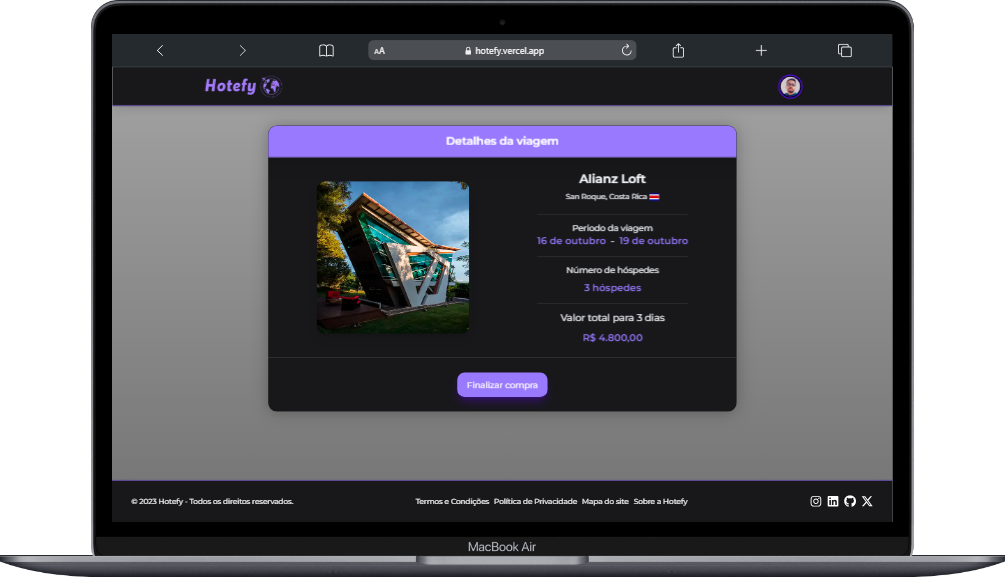 AA hotefy.vercel.app
Hotefy
Detalhes da viagem
Alianz Loft
San Roque, Costa Rica
Período da viagem
16 de outubro - 19 de outubro
Número de hóspedes
3 hóspedes
Valor total para 3 dias
R$ 4.800,00
Finalizar compra
© 2023 Hotefy - Todos os direitos reservados. Termos e Condições Política de Privacidade Mapa do site Sobre a Hotefy
MacBook Air